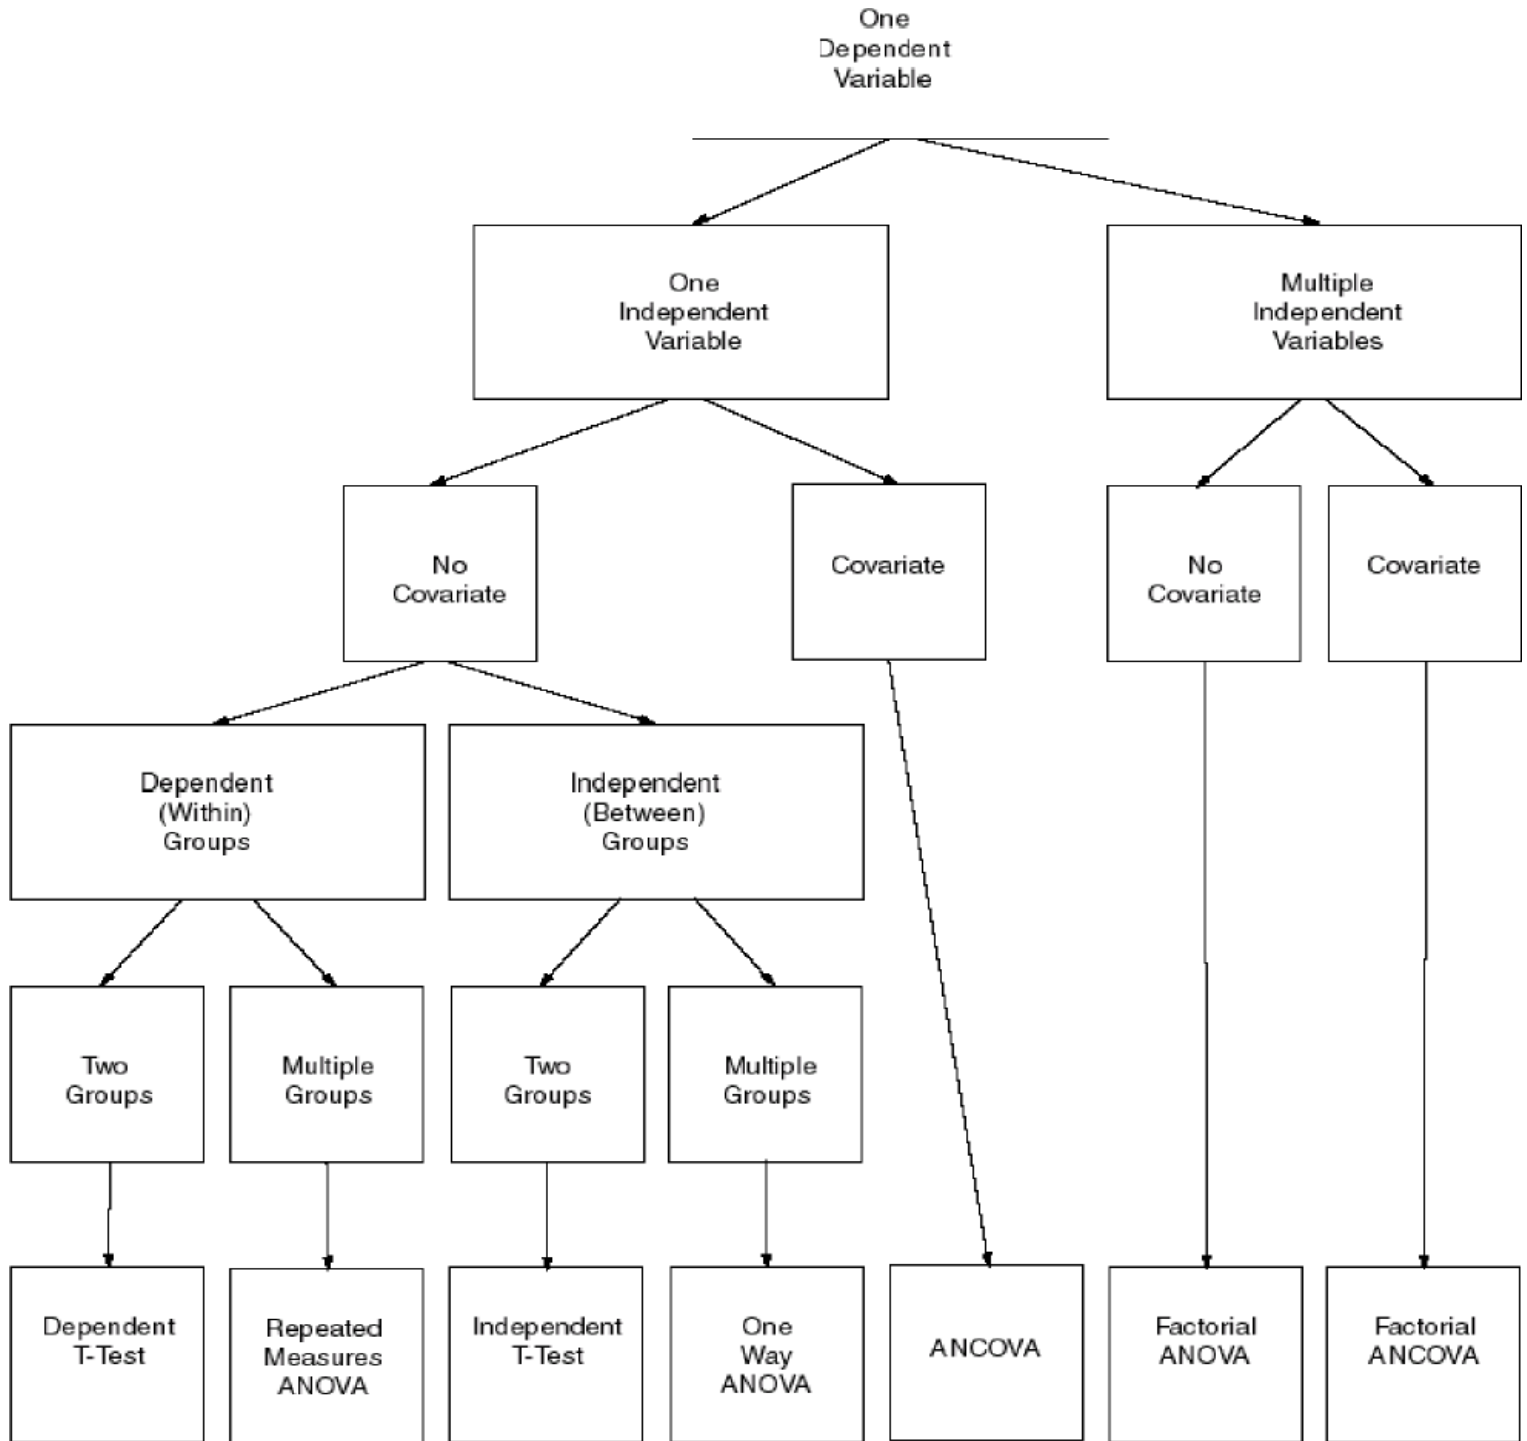 One
Dependent
Variable
One
Independent
Variable
Multiple
Independent
Variables
No
Covariate
Covariate
No
Covariate
Covariate
Dependent
(Within)
Groups
Independent
(Between)
Groups
Two
Groups
Multiple
Groups
Two
Groups
Multiple
Groups
Dependent
T-Test
Repeated
Measures
ANOVA
Independent
T-Test
One
Way
ANOVA
ANCOVA
Factorial
ANOVA
Factorial
ANCOVA